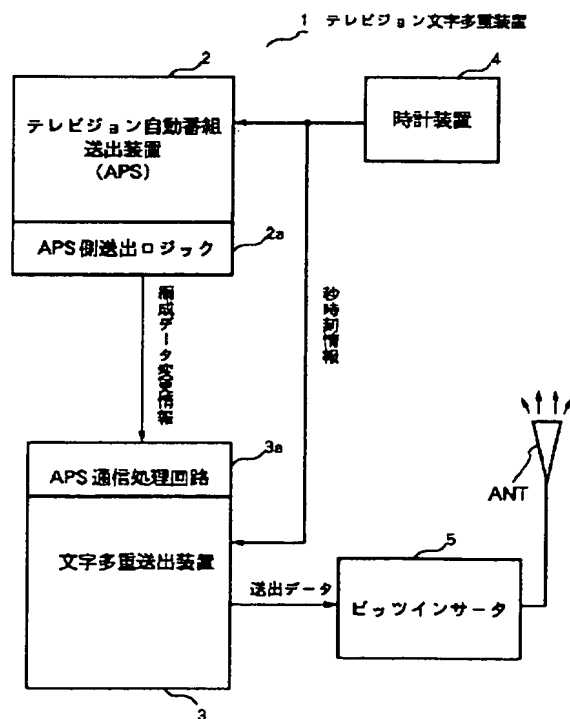 1 テレビジョン文字多重装置
2
テレビジョン自動番組
送出装置
(APS)
4
時計装置
APS側送出ロジック
2a
編成データ変更情報
秒時刻情報
3a
APS通信処理回路
文字多重送出装置
ANT
5
送出データ
ビッツインサータ
3